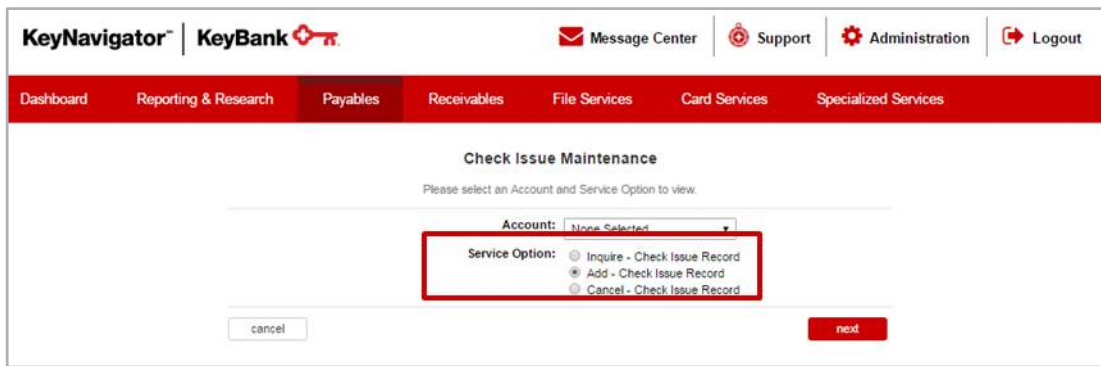 KeyNavigator™ | KeyBank Message Center Support Administration Logout
Dashboard Reporting & Research Payables Receivables File Services Card Services Specialized Services
Check Issue Maintenance
Please select an Account and Service Option to view.
Account: None Selected
Service Option: Inquire - Check Issue Record
Add - Check Issue Record
Cancel - Check Issue Record
cancel next